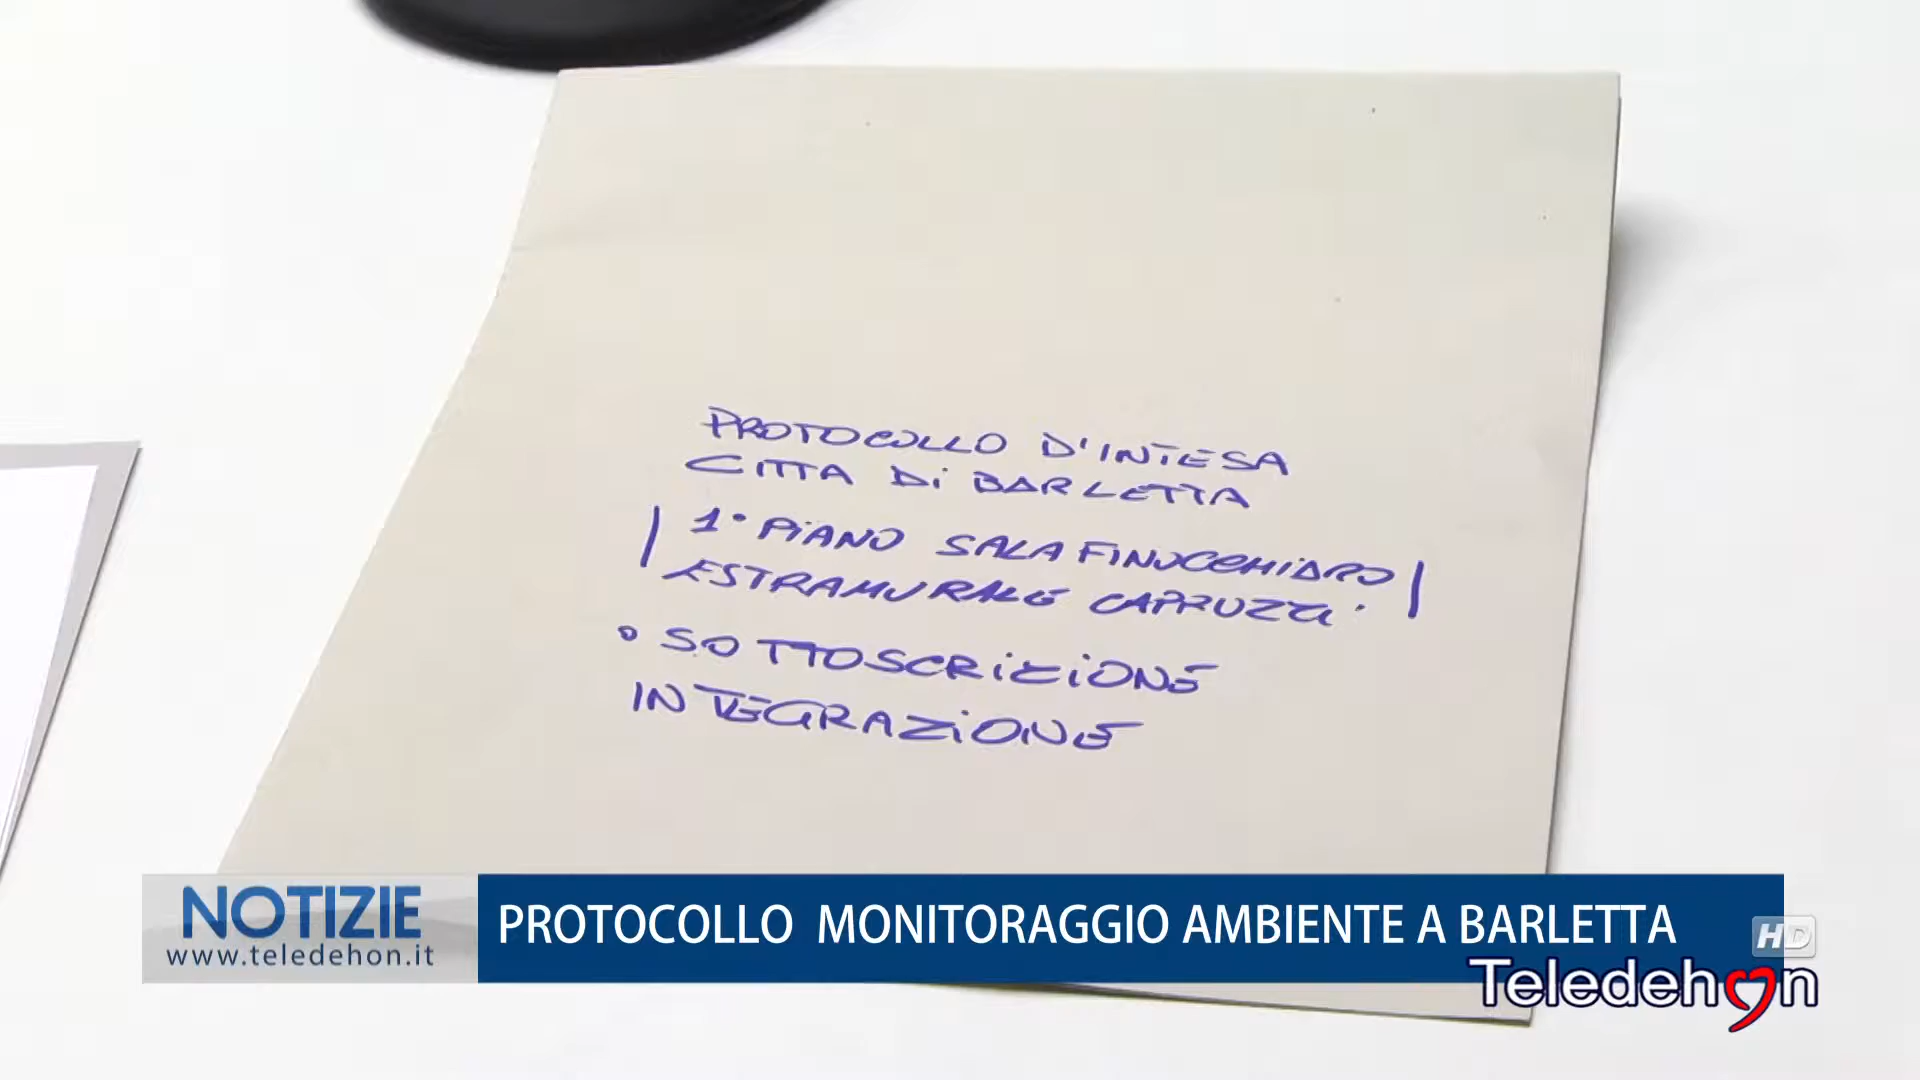 PROTOCOLLO D'INTESA
CITTA DI BARLETTA
1° PIANO SALA FINOCCHIARO
ESTRAMURALE CAPRUZZI
• SOTTOSCRIZIONE
INTEGRAZIONE
NOTIZIE
www.teledehon.it
PROTOCOLLO MONITORAGGIO AMBIENTE A BARLETTA
HD
Teledehon